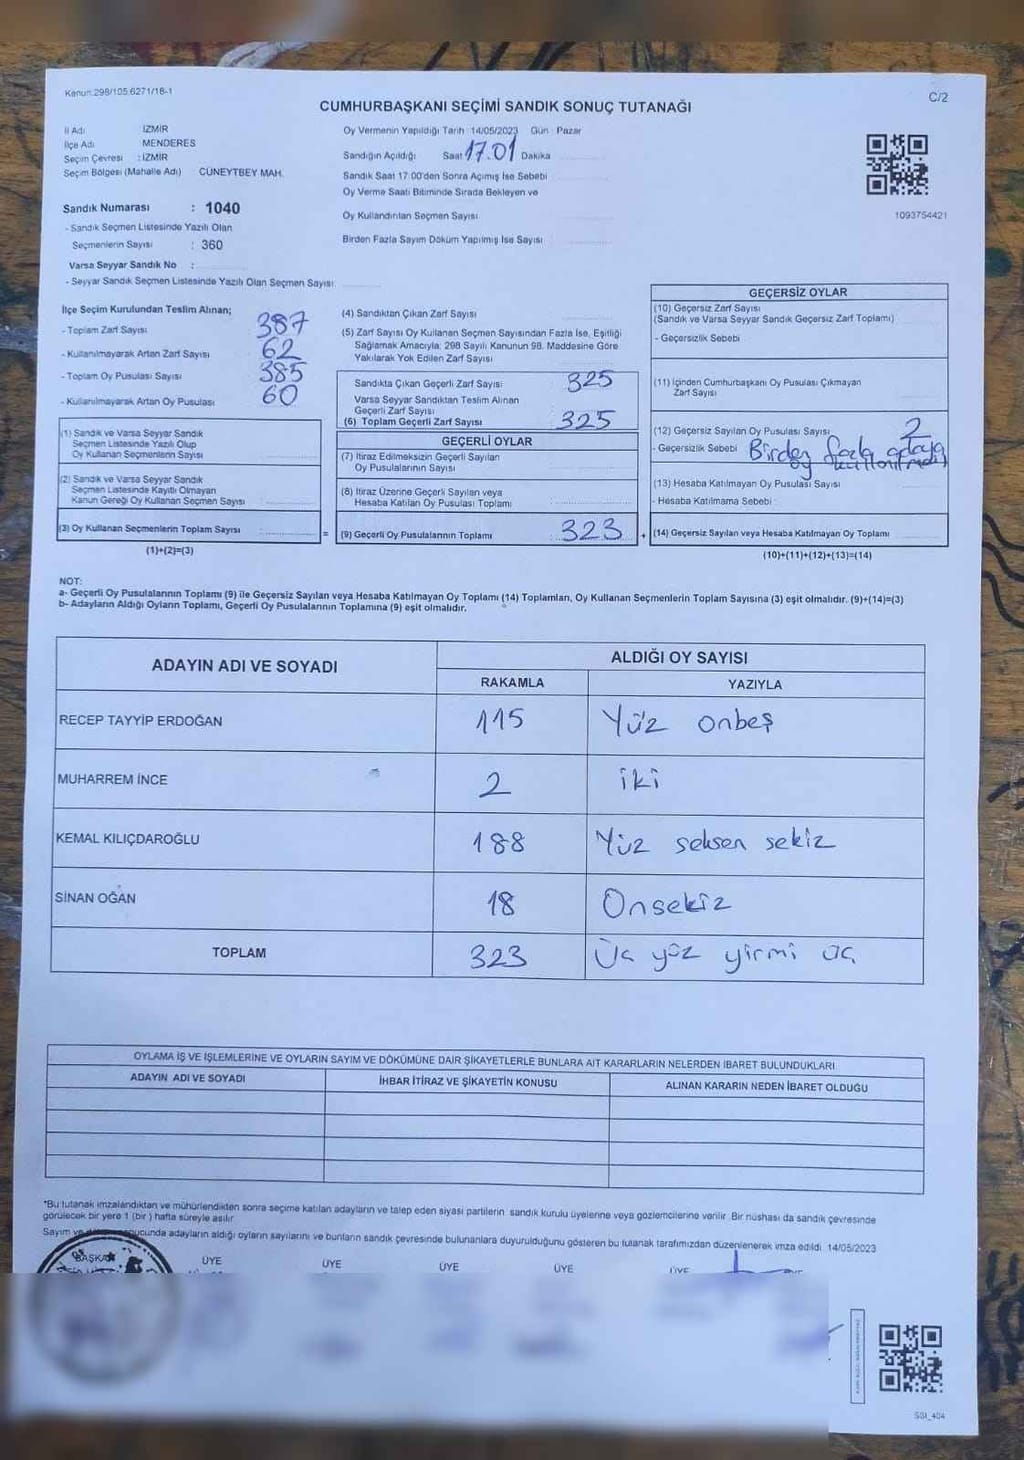 Kanun:298/105 6271/18-1
C/2
CUMHURBAŞKANI SEÇİMİ SANDIK SONUÇ TUTANAĞI
İl Adı İZMİR
İlçe Adı MENDERES
Seçim Çevresi : İZMİR
Seçim Bölgesi (Mahalle Adı) CÜNEYTBEY MAH.
Oy Vermenin Yapıldığı Tarih 14/05/2023 Gün Pazar
Sandığın Açıldığı Saat 17.01 Dakika
Sandık Saat 17:00'den Sonra Açılmış İse Sebebi
Oy Verme Saati Bitiminde Sırada Bekleyen ve
Oy Kullandırılan Seçmen Sayısı
Birden Fazla Sayım Döküm Yapılmış İse Sayısı
1093754421
Sandık Numarası : 1040
- Sandık Seçmen Listesinde Yazılı Olan
Seçmenlerin Sayısı : 360
Varsa Seyyar Sandık No :
- Seyyar Sandık Seçmen Listesinde Yazılı Olan Seçmen Sayısı:
İlçe Seçim Kurulundan Teslim Alınan;
- Toplam Zarf Sayısı 387
- Kullanılmayarak Artan Zarf Sayısı 62
- Toplam Oy Pusulası Sayısı 385
- Kullanılmayarak Artan Oy Pusulası 60
(1) Sandık ve Varsa Seyyar Sandık
Seçmen Listesinde Yazılı Olup
Oy Kullanan Seçmenlerin Sayısı
(2) Sandık ve Varsa Seyyar Sandık
Seçmen Listesinde Kayıtlı Olmayan
Kanun Gereği Oy Kullanan Seçmen Sayısı
(3) Oy Kullanan Seçmenlerin Toplam Sayısı =
(1)+(2)=(3)
(4) Sandıktan Çıkan Zarf Sayısı
(5) Zarf Sayısı Oy Kullanan Seçmen Sayısından Fazla İse, Eşitliği
Sağlamak Amacıyla; 298 Sayılı Kanunun 98. Maddesine Göre
Yakılarak Yok Edilen Zarf Sayısı
Sandıkta Çıkan Geçerli Zarf Sayısı 325
Varsa Seyyar Sandıktan Teslim Alınan
Geçerli Zarf Sayısı
(6) Toplam Geçerli Zarf Sayısı 325
GEÇERLİ OYLAR
(7) İtiraz Edilmeksizin Geçerli Sayılan
Oy Pusulalarının Sayısı
(8) İtiraz Üzerine Geçerli Sayılan veya
Hesaba Katılan Oy Pusulası Toplamı
(9) Geçerli Oy Pusulalarının Toplamı 323 +
GEÇERSİZ OYLAR
(10) Geçersiz Zarf Sayısı
(Sandık ve Varsa Seyyar Sandık Geçersiz Zarf Toplamı)
- Geçersizlik Sebebi
(11) İçinden Cumhurbaşkanı Oy Pusulası Çıkmayan
Zarf Sayısı
(12) Geçersiz Sayılan Oy Pusulası Sayısı 2
- Geçersizlik Sebebi Birden fazla adaya
kullanılmadı
(13) Hesaba Katılmayan Oy Pusulası Sayısı
- Hesaba Katılmama Sebebi
(14) Geçersiz Sayılan veya Hesaba Katılmayan Oy Toplamı
(10)+(11)+(12)+(13)=(14)
NOT:
a- Geçerli Oy Pusulalarının Toplamı (9) ile Geçersiz Sayılan veya Hesaba Katılmayan Oy Toplamı (14) Toplamları, Oy Kullanan Seçmenlerin Toplam Sayısına (3) eşit olmalıdır. (9)+(14)=(3)
b- Adayların Aldığı Oyların Toplamı, Geçerli Oy Pusulalarının Toplamına (9) eşit olmalıdır.
ADAYIN ADI VE SOYADI
ALDIĞI OY SAYISI
RAKAMLA YAZIYLA
RECEP TAYYİP ERDOĞAN 115 Yüz onbeş
MUHARREM İNCE 2 iki
KEMAL KILIÇDAROĞLU 188 Yüz seksen sekiz
SİNAN OĞAN 18 Onsekiz
TOPLAM 323 Üç yüz yirmi üç
OYLAMA İŞ VE İŞLEMLERİNE VE OYLARIN SAYIM VE DÖKÜMÜNE DAİR ŞİKAYETLERLE BUNLARA AİT KARARLARIN NELERDEN İBARET BULUNDUKLARI
ADAYIN ADI VE SOYADI İHBAR İTİRAZ VE ŞİKAYETİN KONUSU ALINAN KARARIN NEDEN İBARET OLDUĞU
*Bu tutanak imzalandıktan ve mühürlendikten sonra seçime katılan adayların ve talep eden siyasi partilerin sandık kurulu üyelerine veya gözlemcilerine verilir. Bir nüshası da sandık çevresinde
görülecek bir yere 1 (bir) hafta süreyle asılır
Sayım ve sonucunda adayların aldığı oyların sayılarını ve bunların sandık çevresinde bulunanlara duyurulduğunu gösteren bu tutanak tarafımızdan düzenlenerek imza edildi. 14/05/2023
BAŞKAN ÜYE ÜYE ÜYE ÜYE ÜYE
SSI_404